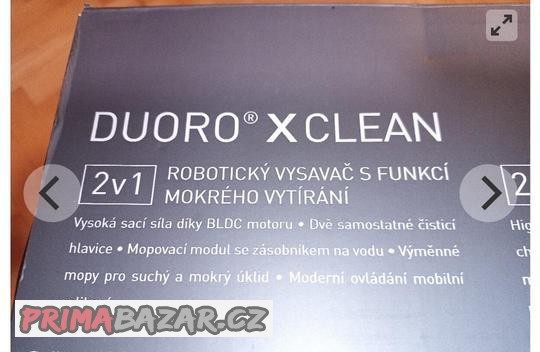 DUORO® X CLEAN
2v1
ROBOTICKÝ VYSAVAČ S FUNKCÍ
MOKRÉHO VYTÍRÁNÍ
Vysoká sací síla díky BLDC motoru • Dvě samostatné čisticí
hlavice • Mopovací modul se zásobníkem na vodu • Výměnné
mopy pro suchý a mokrý úklid • Moderní ovládání mobilní
2
PRIMABAZAR.CZ